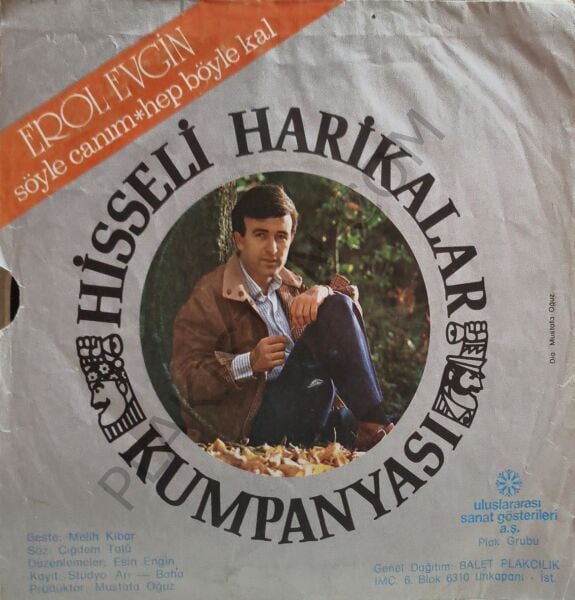 EROL EVGİN
söyle canım*hep böyle kal
HİSSELİ HARİKALAR
KUMPANYASI
Dia: Mustafa Oğuz
uluslararası
sanat gösterileri
a.ş.
Plak Grubu
Beste: Melih Kibar
Söz: Çiğdem Talu
Düzenlemeler: Esin Engin
Kayıt: Stüdyo Arı — Baha
Prodüktör: Mustafa Oğuz
Genel Dağıtım: BALET PLAKÇILIK
İMÇ. 6. Blok 6310 Unkapanı - İst.